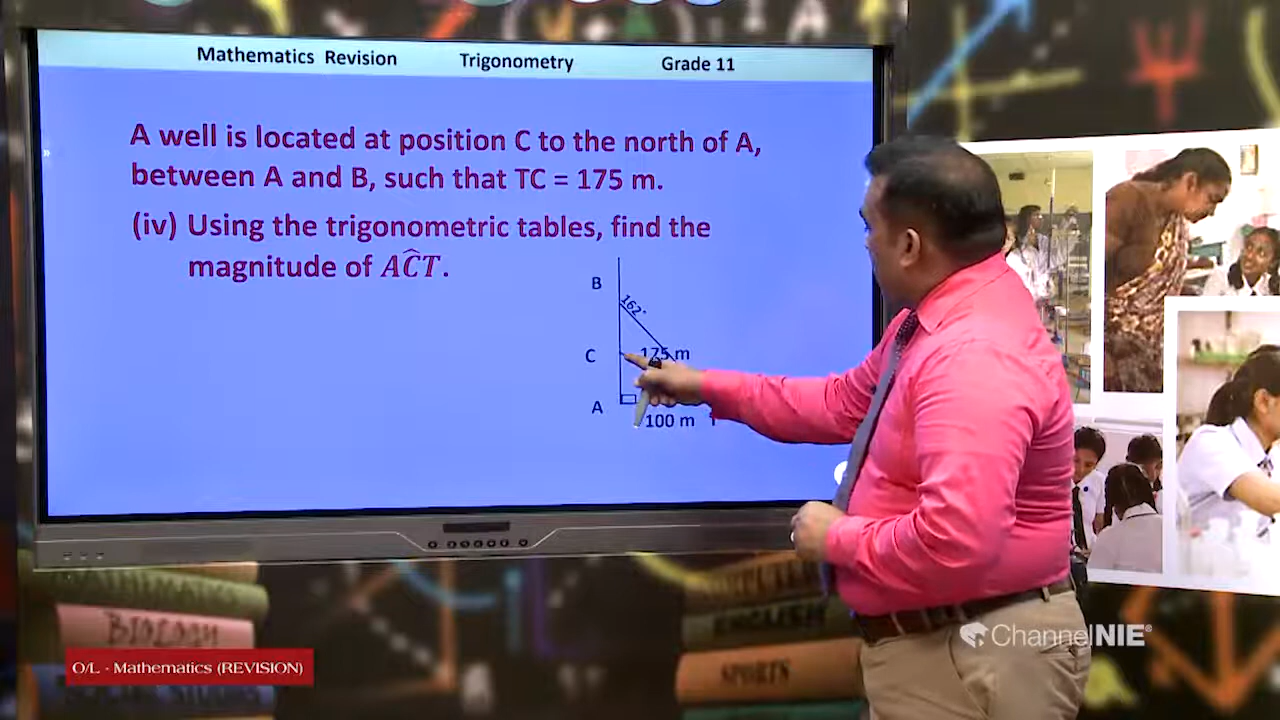 Mathematics Revision Trigonometry Grade 11
A well is located at position C to the north of A,
between A and B, such that TC = 175 m.
(iv) Using the trigonometric tables, find the
magnitude of AĈT.
B
162°
C
175 m
A
100 m
BIOLOGY
ENGLISH
SPORTS
O/L - Mathematics (REVISION)
ChannelNIE®